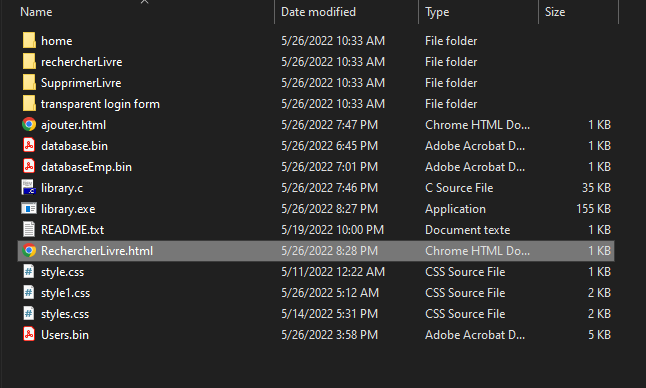 Name Date modified Type Size
home 5/26/2022 10:33 AM File folder
rechercherLivre 5/26/2022 10:33 AM File folder
SupprimerLivre 5/26/2022 10:33 AM File folder
transparent login form 5/26/2022 10:33 AM File folder
ajouter.html 5/26/2022 7:47 PM Chrome HTML Do... 1 KB
database.bin 5/26/2022 6:45 PM Adobe Acrobat D... 1 KB
databaseEmp.bin 5/26/2022 7:01 PM Adobe Acrobat D... 1 KB
library.c 5/26/2022 7:46 PM C Source File 35 KB
library.exe 5/26/2022 8:27 PM Application 155 KB
README.txt 5/19/2022 10:00 PM Document texte 1 KB
RechercherLivre.html 5/26/2022 8:28 PM Chrome HTML Do... 1 KB
style.css 5/11/2022 12:22 AM CSS Source File 1 KB
style1.css 5/26/2022 5:12 AM CSS Source File 2 KB
styles.css 5/14/2022 5:31 PM CSS Source File 2 KB
Users.bin 5/26/2022 3:58 PM Adobe Acrobat D... 5 KB